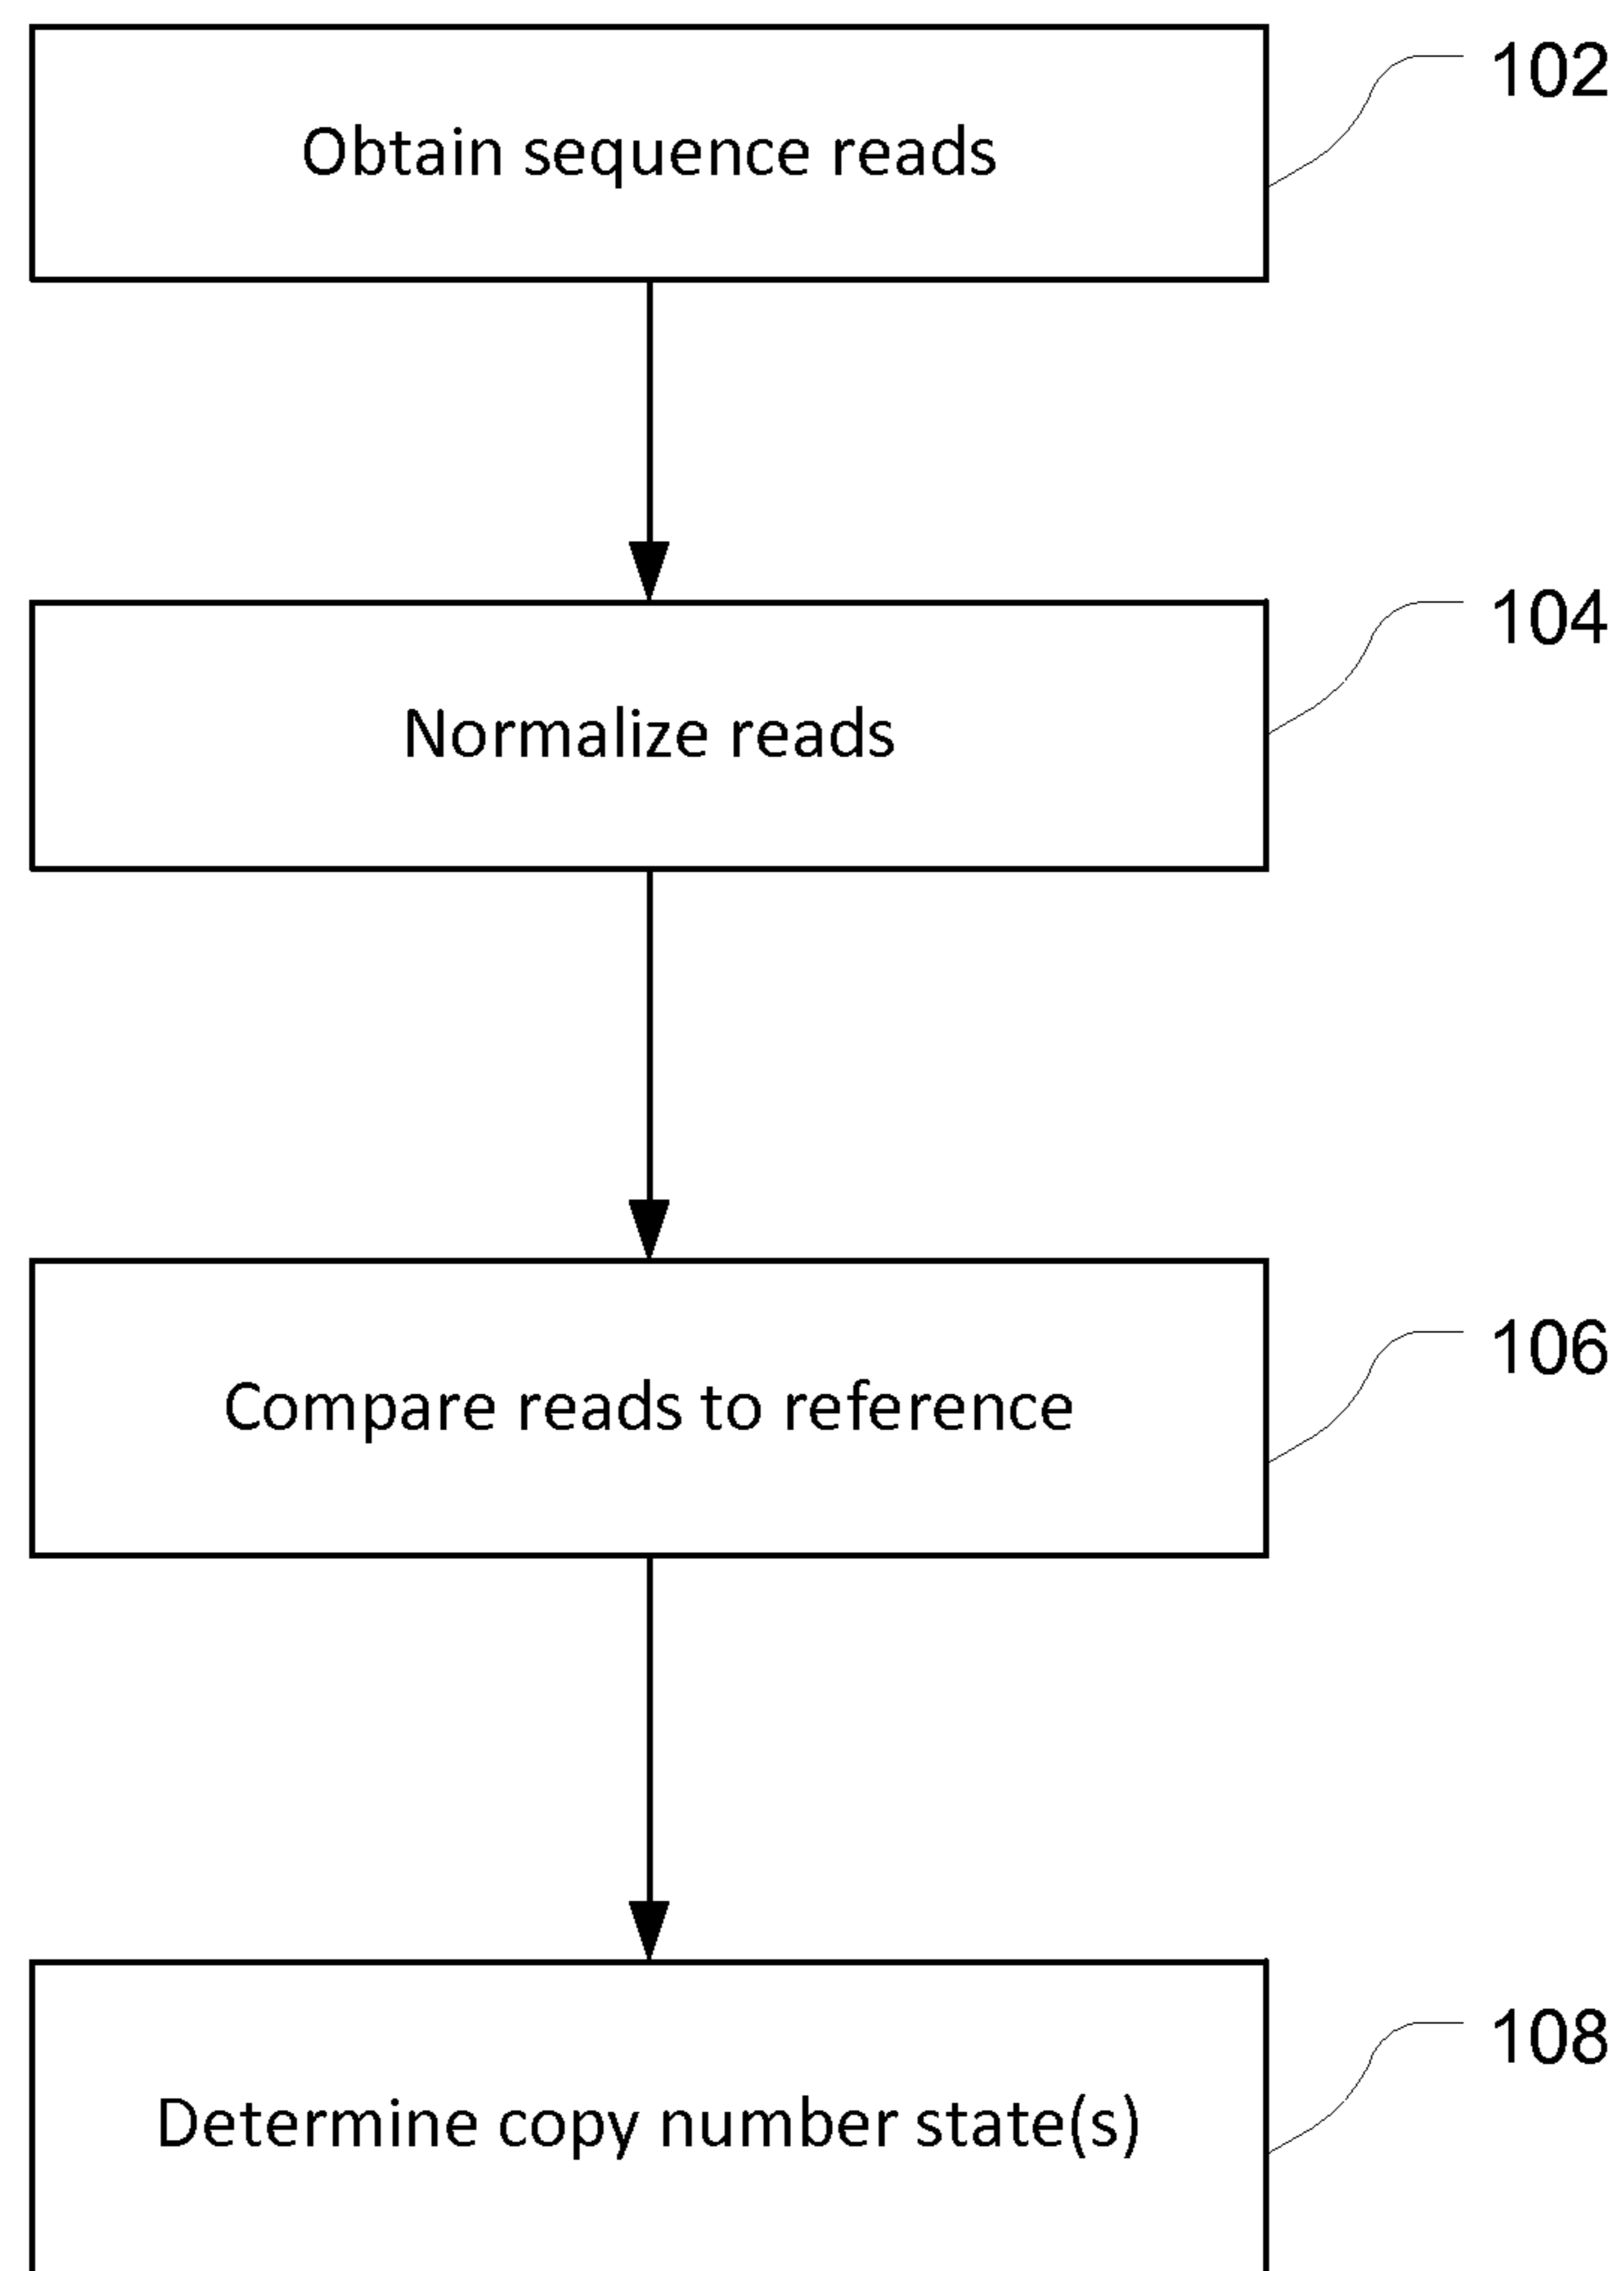 Obtain sequence reads
102
Normalize reads
104
Compare reads to reference
106
Determine copy number state(s)
108